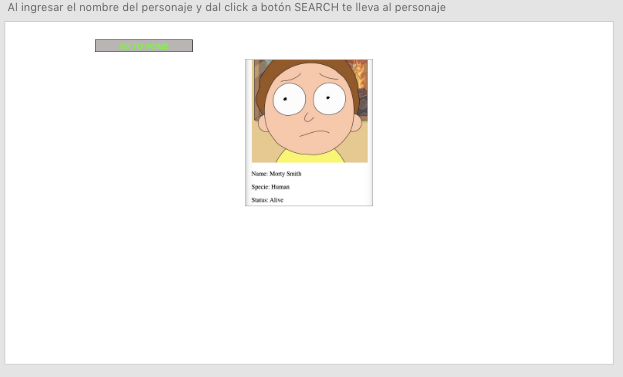 Al ingresar el nombre del personaje y dal click a botón SEARCH te lleva al personaje
Name: Morty Smith
Specie: Human
Status: Alive